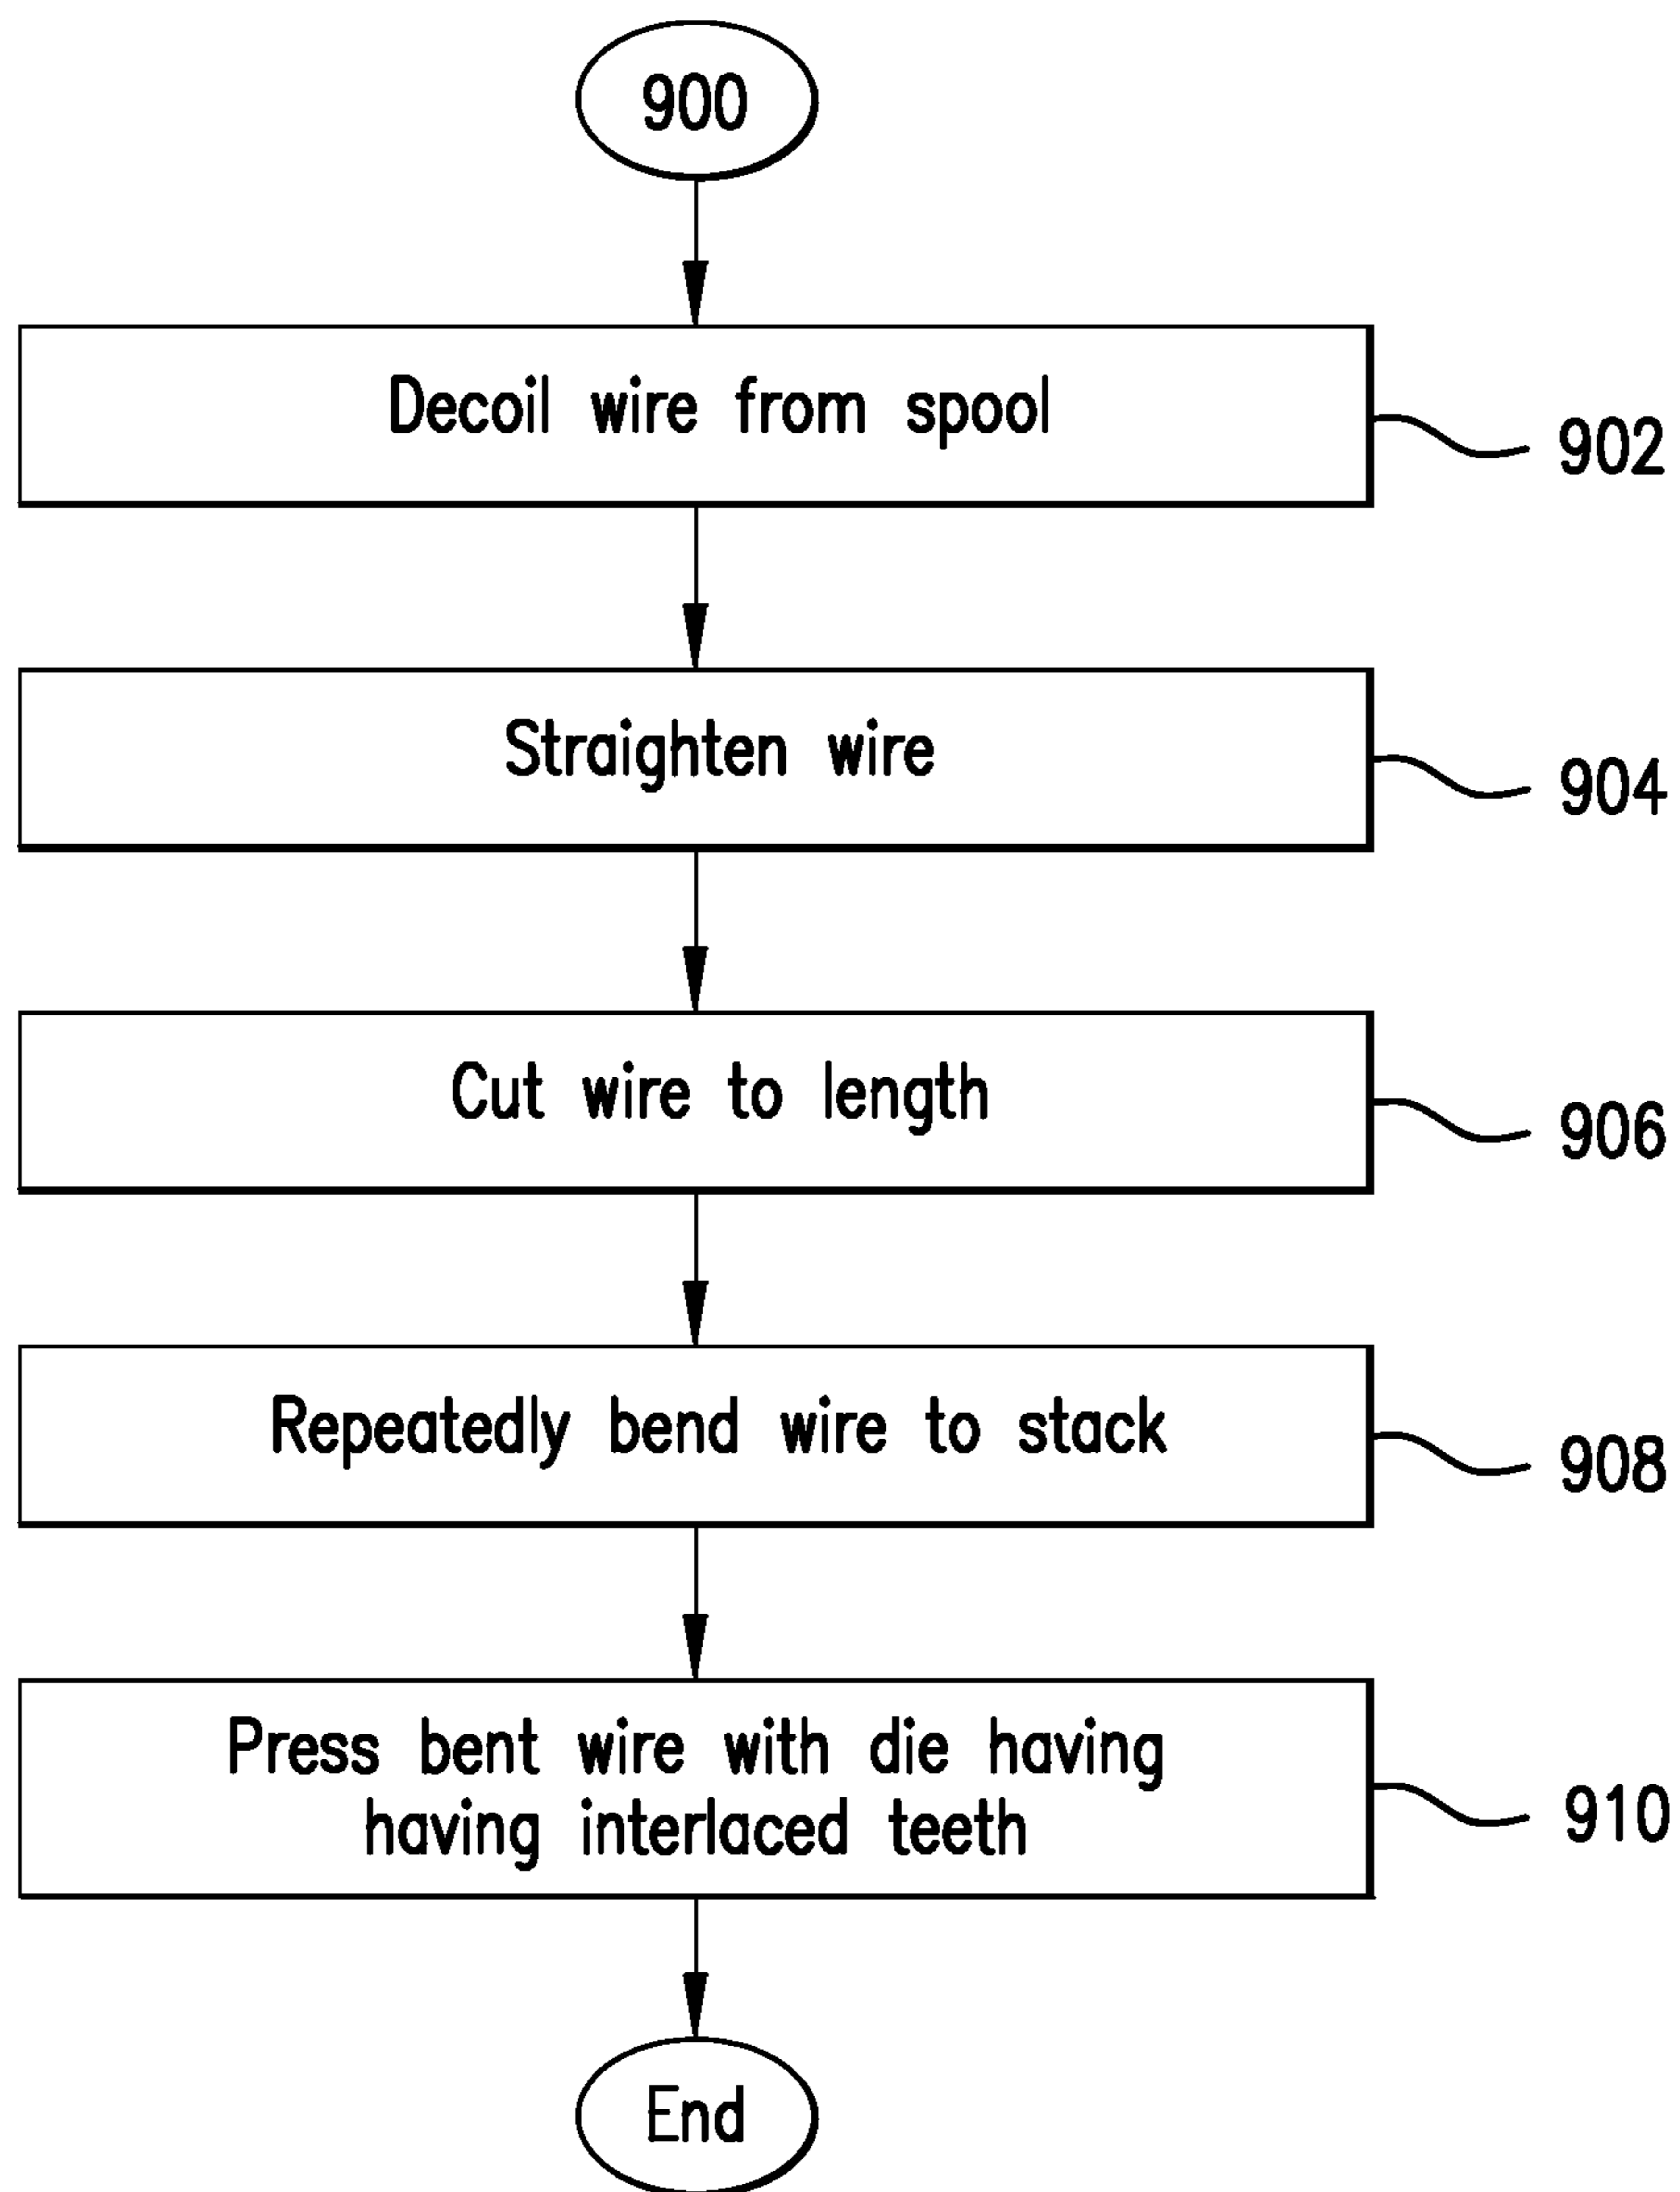 900
Decoil wire from spool
902
Straighten wire
904
Cut wire to length
906
Repeatedly bend wire to stack
908
Press bent wire with die having
having interlaced teeth
910
End